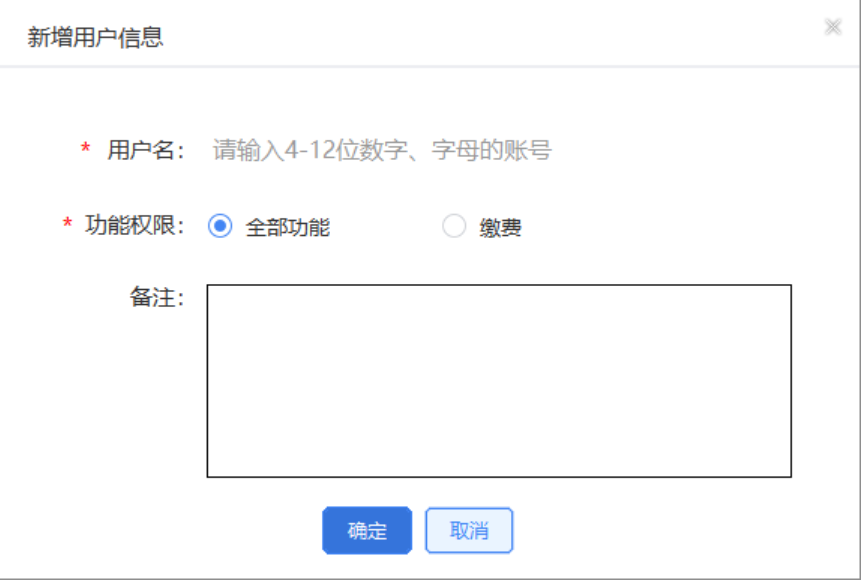 新增用户信息
* 用户名： 请输入4-12位数字、字母的账号
* 功能权限： 全部功能 缴费
备注：
确定 取消